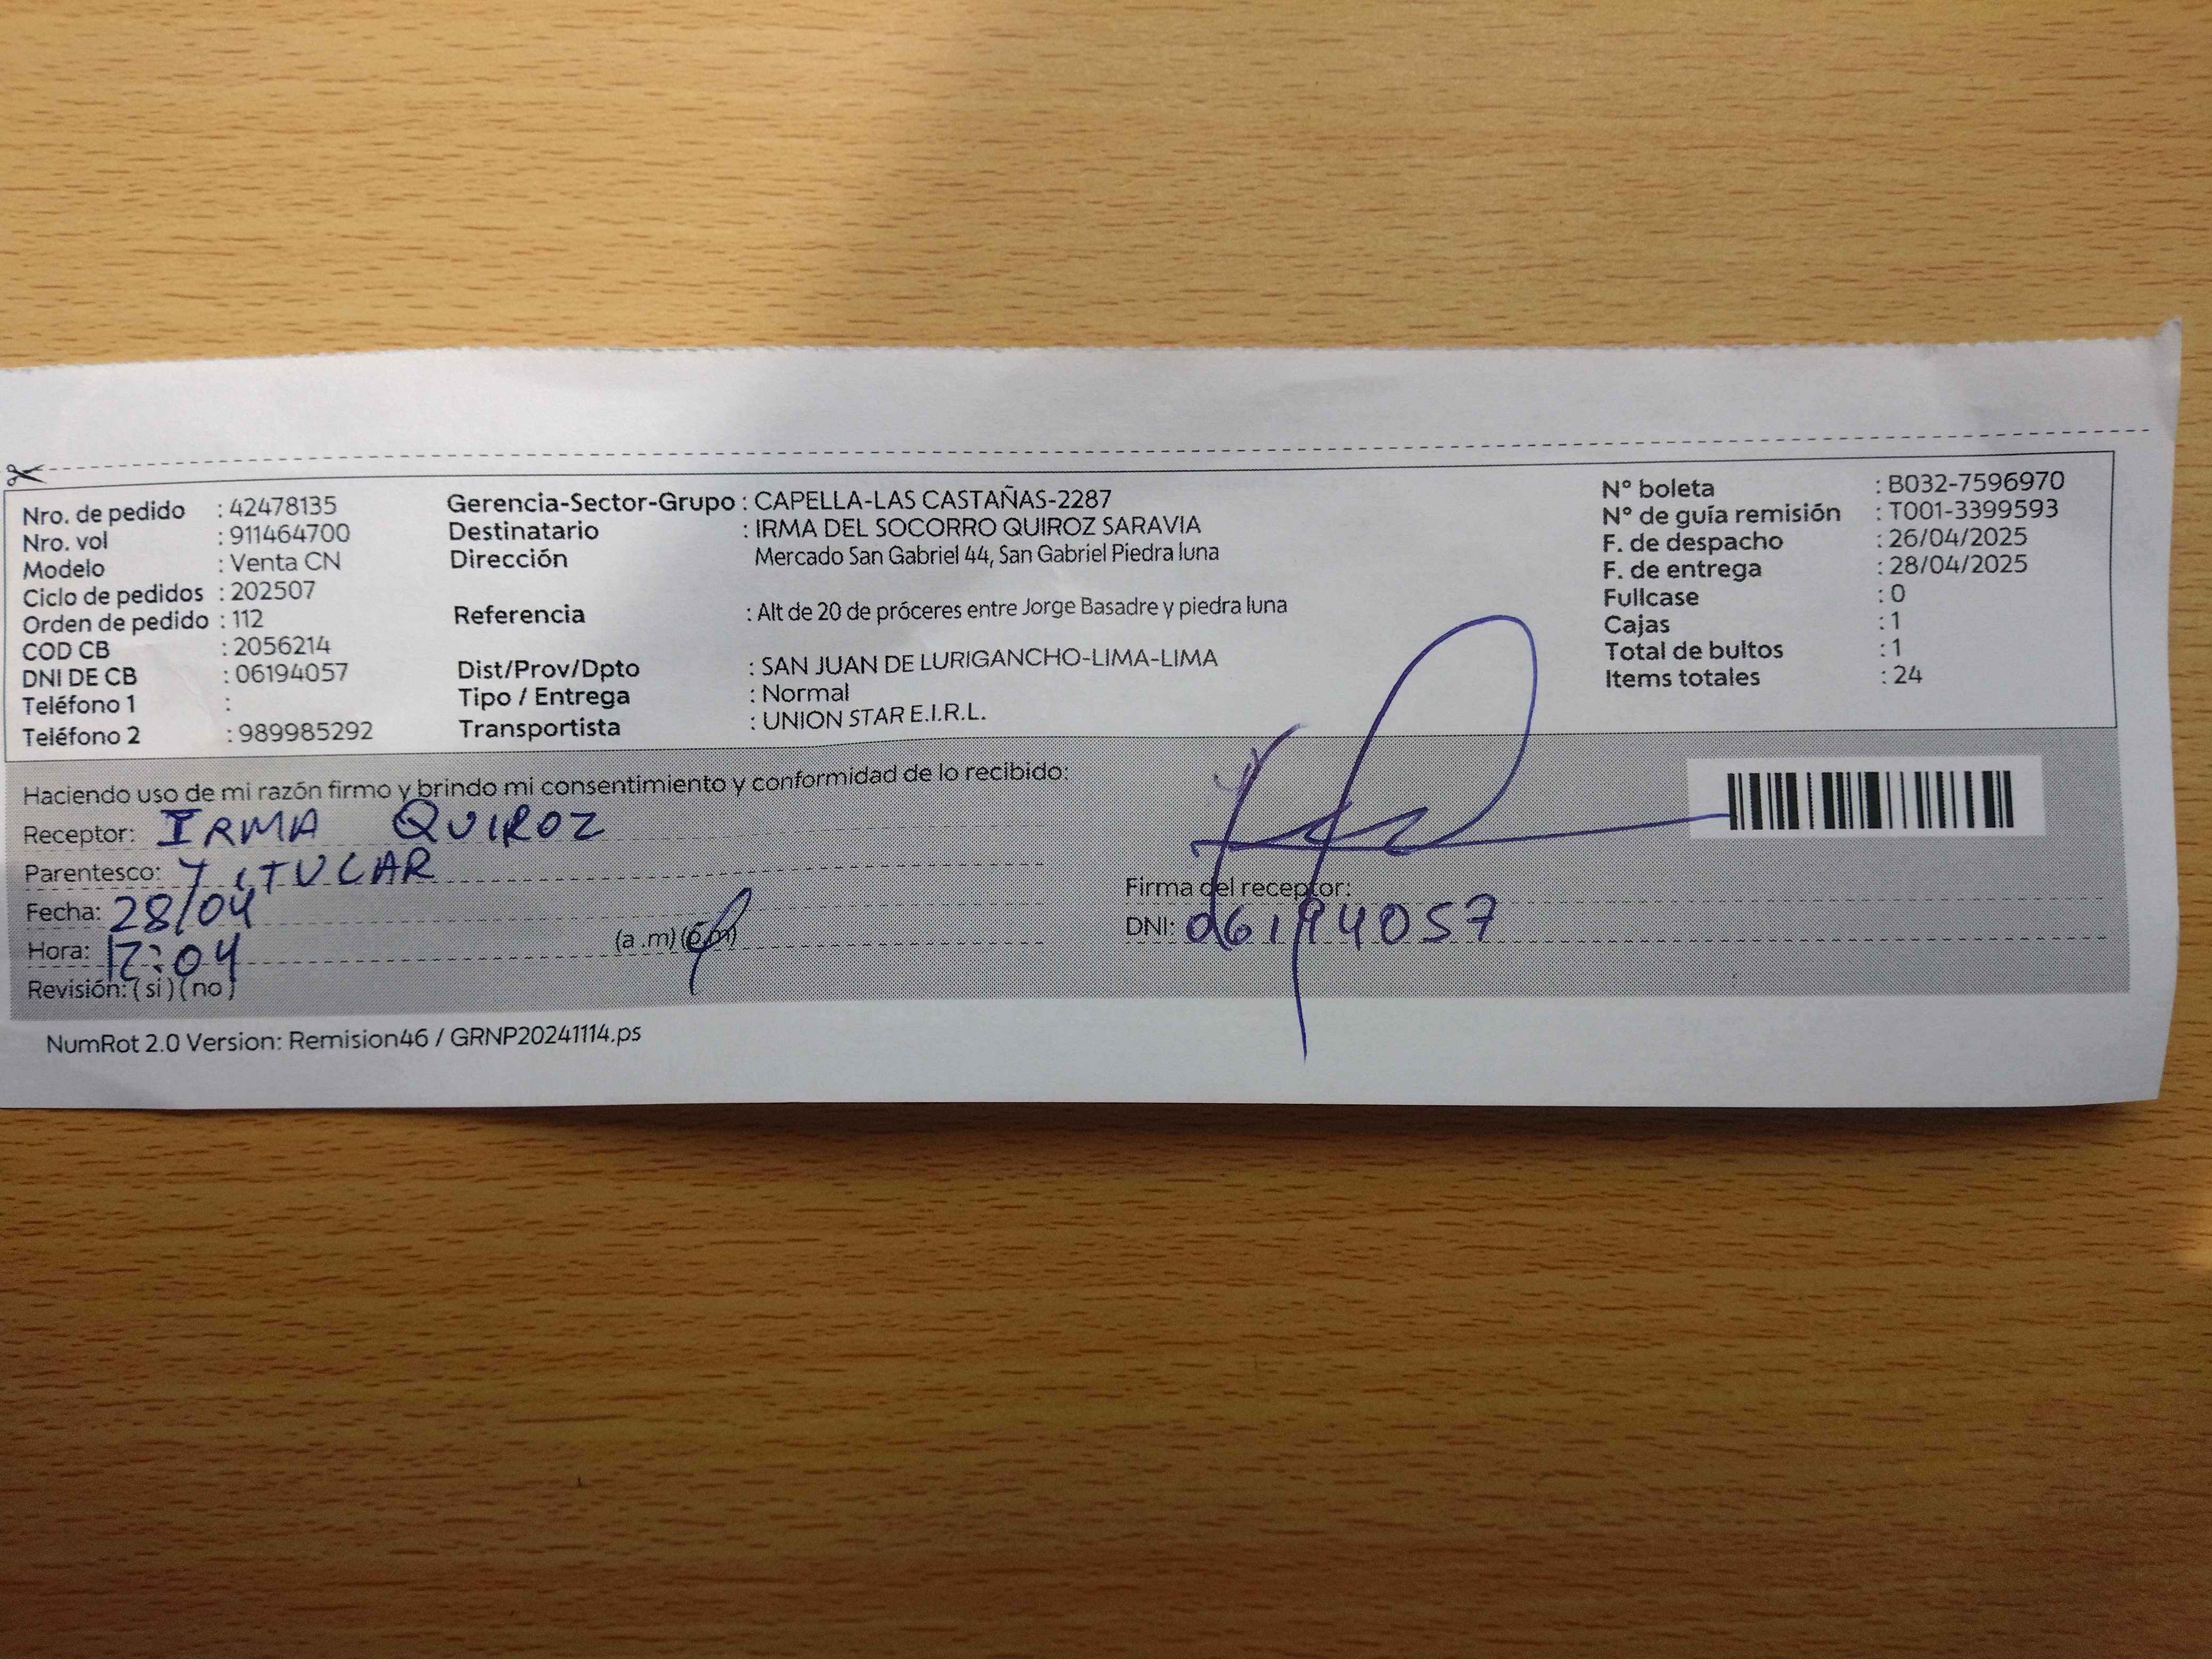 Nro. de pedido : 42478135
Nro. vol : 911464700
Modelo : Venta CN
Ciclo de pedidos : 202507
Orden de pedido : 112
COD CB : 2056214
DNI DE CB : 06194057
Teléfono 1 :
Teléfono 2 : 989985292
Gerencia-Sector-Grupo : CAPELLA-LAS CASTAÑAS-2287
Destinatario : IRMA DEL SOCORRO QUIROZ SARAVIA
Dirección Mercado San Gabriel 44, San Gabriel Piedra luna
Referencia : Alt de 20 de próceres entre Jorge Basadre y piedra luna
Dist/Prov/Dpto : SAN JUAN DE LURIGANCHO-LIMA-LIMA
Tipo / Entrega : Normal
Transportista : UNION STAR E.I.R.L.
N° boleta : B032-7596970
N° de guía remisión : T001-3399593
F. de despacho : 26/04/2025
F. de entrega : 28/04/2025
Fullcase : 0
Cajas : 1
Total de bultos : 1
Items totales : 24
Haciendo uso de mi razón firmo y brindo mi consentimiento y conformidad de lo recibido:
Receptor: IRMA QUIROZ
Parentesco: TITULAR
Fecha: 28/04
Hora: 12:04 (a .m) (p.m)
Revisión: ( si ) ( no )
Firma del receptor:
DNI: 06194057
NumRot 2.0 Version: Remision46 / GRNP20241114.ps